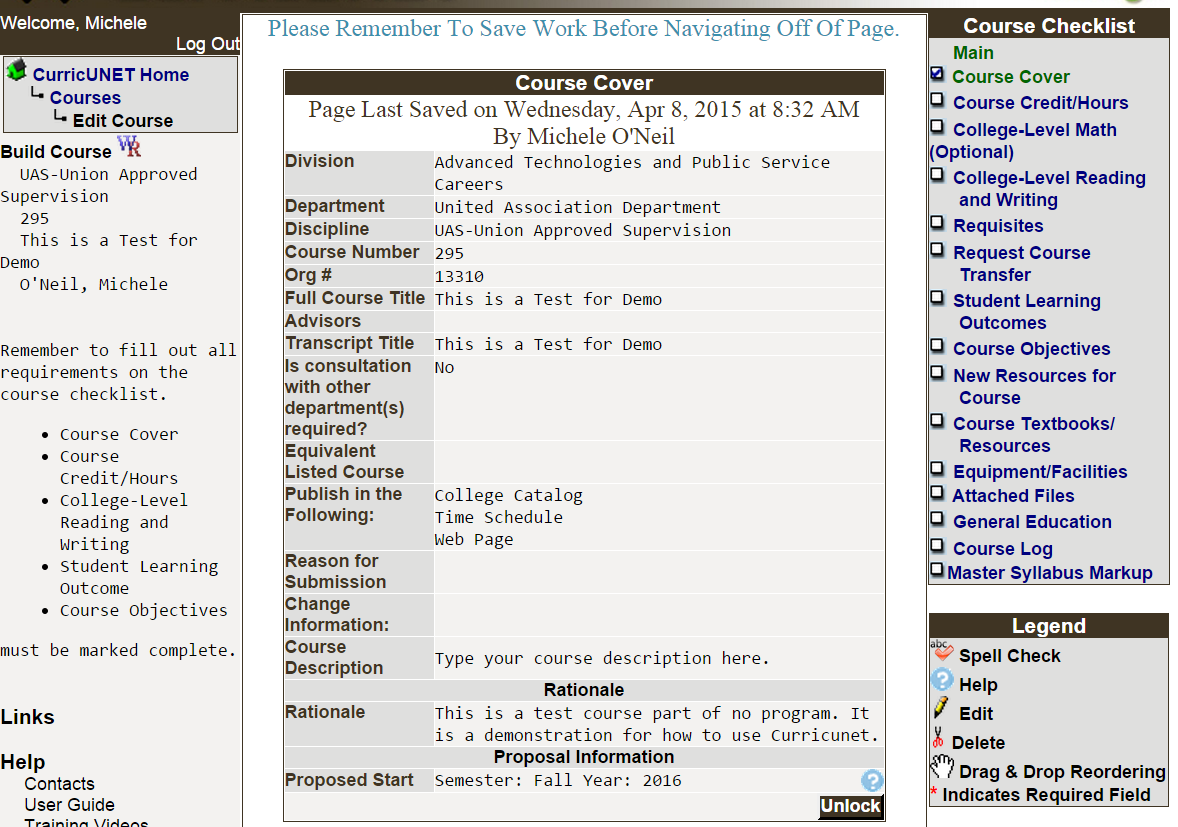 Welcome, Michele
Log Out
CurricUNET Home
Courses
Edit Course
Build Course
UAS-Union Approved
Supervision
295
This is a Test for
Demo
O'Neil, Michele
Remember to fill out all
requirements on the
course checklist.
• Course Cover
• Course
Credit/Hours
• College-Level
Reading and
Writing
• Student Learning
Outcome
• Course Objectives
must be marked complete.
Links
Help
Contacts
User Guide
Training Videos
Please Remember To Save Work Before Navigating Off Of Page.
Course Cover
Page Last Saved on Wednesday, Apr 8, 2015 at 8:32 AM
By Michele O'Neil
Division Advanced Technologies and Public Service
Careers
Department United Association Department
Discipline UAS-Union Approved Supervision
Course Number 295
Org # 13310
Full Course Title This is a Test for Demo
Advisors
Transcript Title This is a Test for Demo
Is consultation No
with other
department(s)
required?
Equivalent
Listed Course
Publish in the College Catalog
Following: Time Schedule
Web Page
Reason for
Submission
Change
Information:
Course
Description Type your course description here.
Rationale
Rationale This is a test course part of no program. It
is a demonstration for how to use Curricunet.
Proposal Information
Proposed Start Semester: Fall Year: 2016 ?
Unlock
Course Checklist
Main
Course Cover
Course Credit/Hours
College-Level Math
(Optional)
College-Level Reading
and Writing
Requisites
Request Course
Transfer
Student Learning
Outcomes
Course Objectives
New Resources for
Course
Course Textbooks/
Resources
Equipment/Facilities
Attached Files
General Education
Course Log
Master Syllabus Markup
Legend
abc Spell Check
? Help
Edit
Delete
Drag & Drop Reordering
* Indicates Required Field